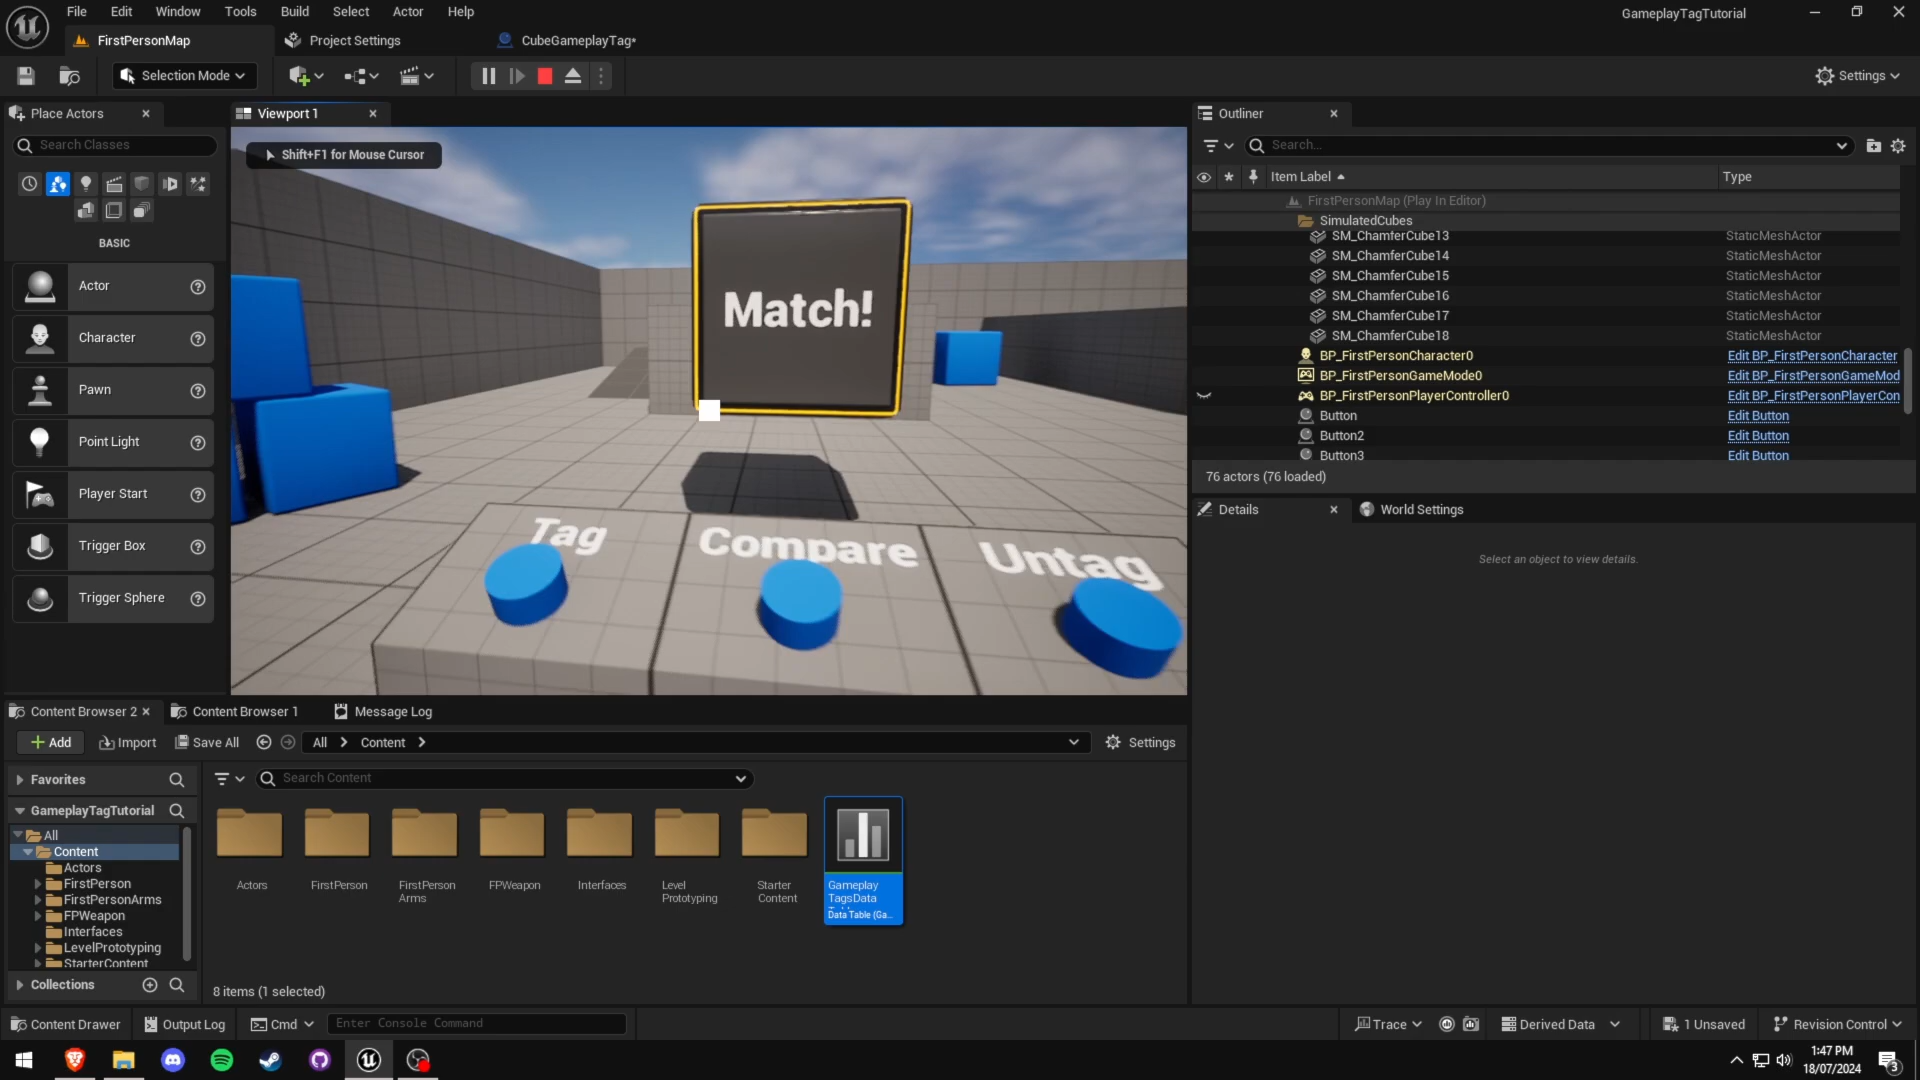 File Edit Window Tools Build Select Actor Help
GameplayTagTutorial
FirstPersonMap
Project Settings
CubeGameplayTag*
Selection Mode
Settings
Place Actors
Search Classes
BASIC
Actor
Character
Pawn
Point Light
Player Start
Trigger Box
Trigger Sphere
Viewport 1
Shift+F1 for Mouse Cursor
Match!
Tag
Compare
Untag
Outliner
Search...
Item Label
Type
FirstPersonMap (Play In Editor)
SimulatedCubes
SM_ChamferCube13 StaticMeshActor
SM_ChamferCube14 StaticMeshActor
SM_ChamferCube15 StaticMeshActor
SM_ChamferCube16 StaticMeshActor
SM_ChamferCube17 StaticMeshActor
SM_ChamferCube18 StaticMeshActor
BP_FirstPersonCharacter0 Edit BP_FirstPersonCharacter
BP_FirstPersonGameMode0 Edit BP_FirstPersonGameMod
BP_FirstPersonPlayerController0 Edit BP_FirstPersonPlayerCon
Button Edit Button
Button2 Edit Button
Button3 Edit Button
76 actors (76 loaded)
Details
World Settings
Select an object to view details.
Content Browser 2
Content Browser 1
Message Log
Add
Import
Save All
All
Content
Settings
Favorites
Search Content
GameplayTagTutorial
All
Content
Actors
FirstPerson
FirstPersonArms
FPWeapon
Interfaces
LevelPrototyping
StarterContent
Collections
Actors
FirstPerson
FirstPerson
Arms
FPWeapon
Interfaces
Level
Prototyping
Starter
Content
Gameplay
TagsData
Data Table (Ga...
8 items (1 selected)
Content Drawer
Output Log
Cmd
Enter Console Command
Trace
Derived Data
1 Unsaved
Revision Control
1:47 PM
18/07/2024
3